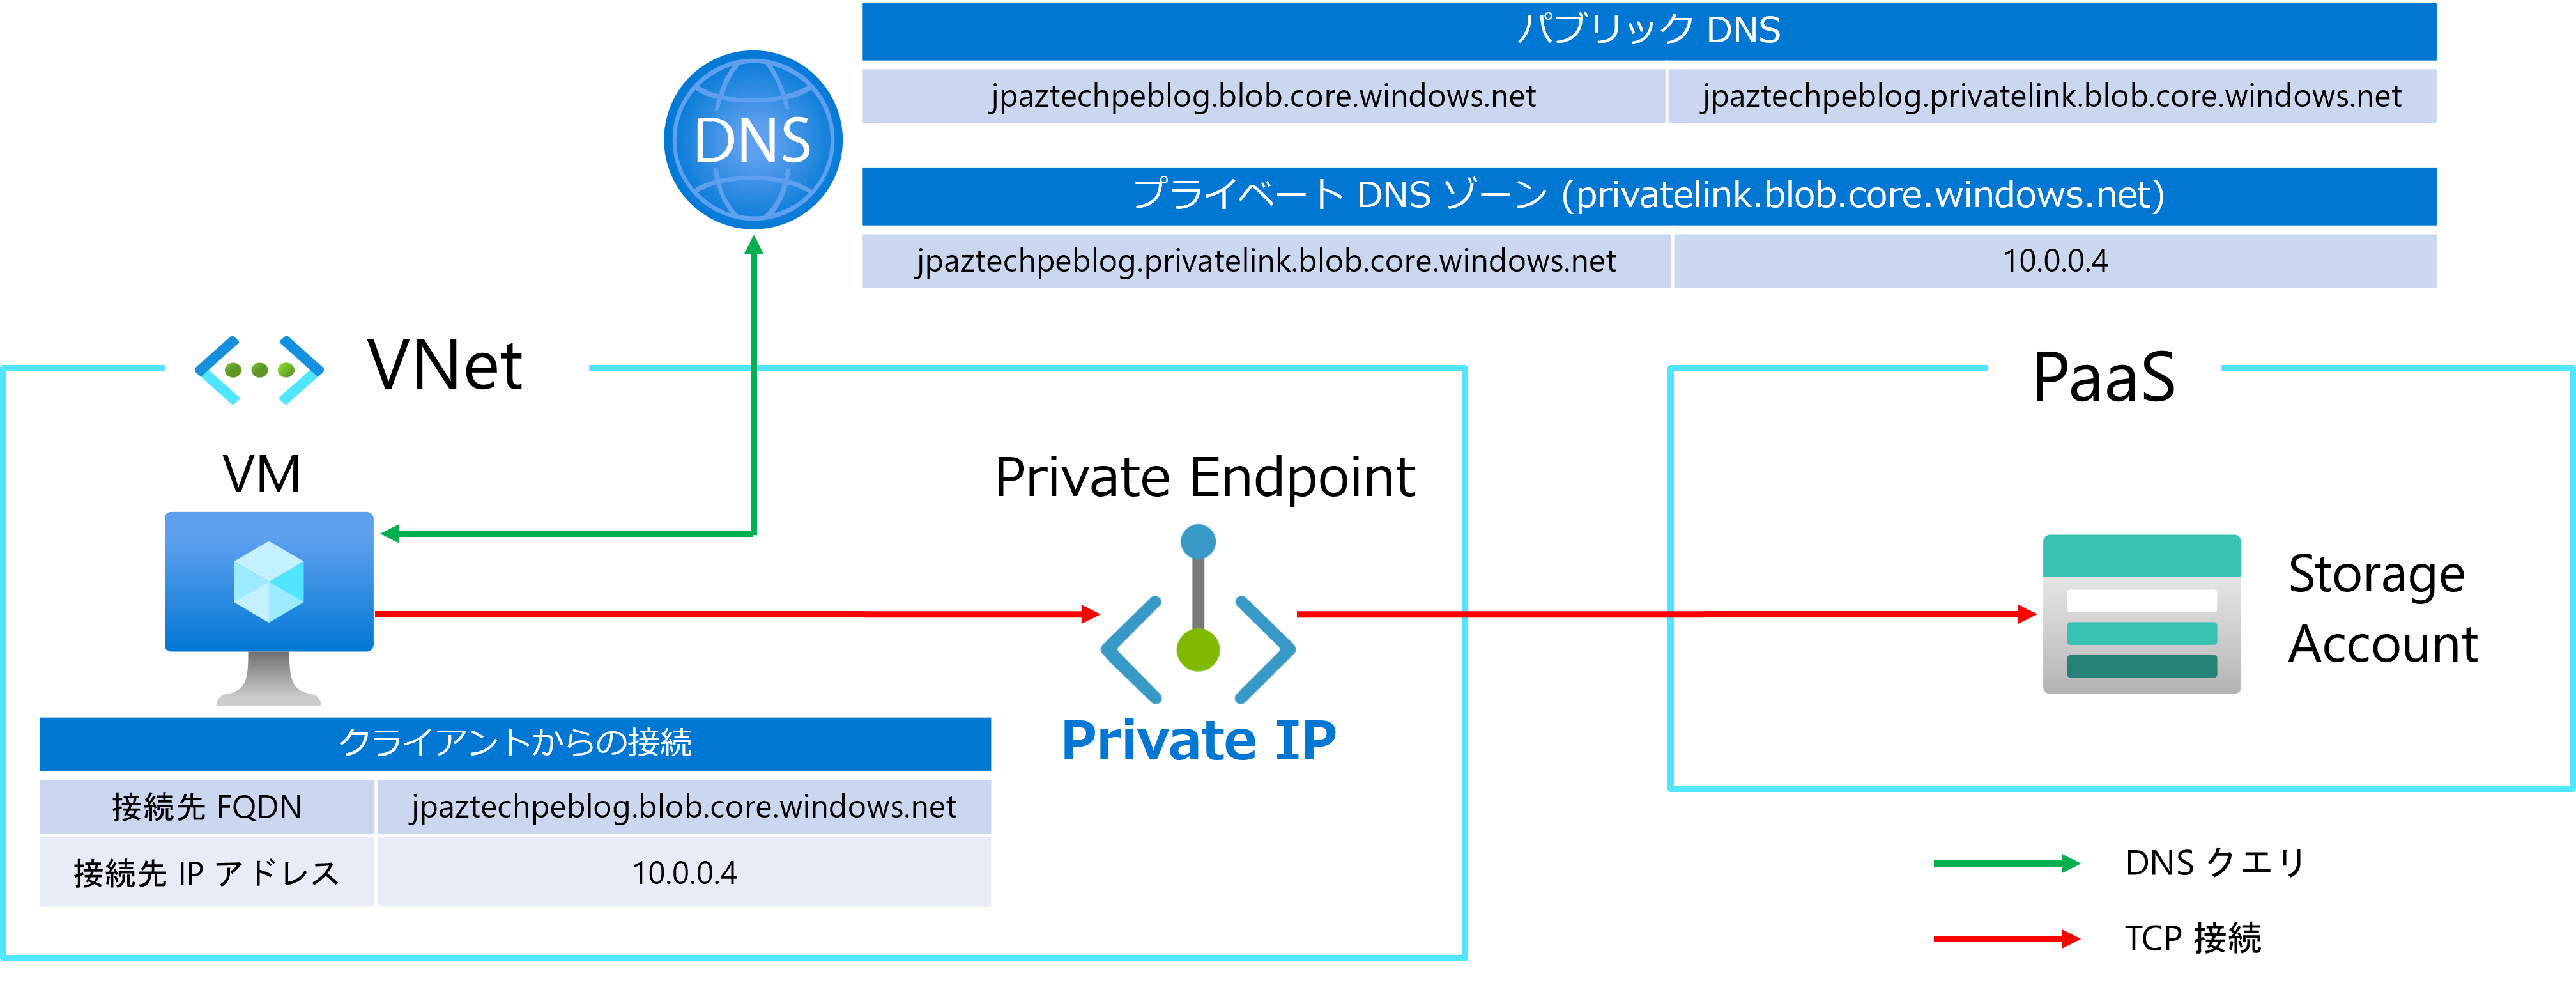 パブリック DNS
jpaztechpeblog.blob.core.windows.net jpaztechpeblog.privatelink.blob.core.windows.net
DNS
プライベート DNS ゾーン (privatelink.blob.core.windows.net)
jpaztechpeblog.privatelink.blob.core.windows.net 10.0.0.4
VNet
PaaS
VM
Private Endpoint
Storage
Account
Private IP
クライアントからの接続
接続先 FQDN jpaztechpeblog.blob.core.windows.net
接続先 IP アドレス 10.0.0.4
DNS クエリ
TCP 接続